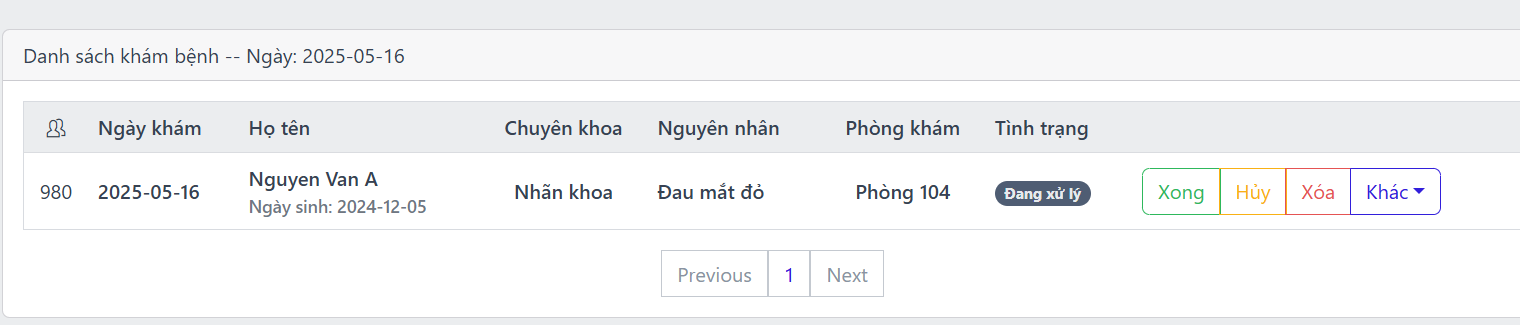 Danh sách khám bệnh -- Ngày: 2025-05-16
Ngày khám Họ tên Chuyên khoa Nguyên nhân Phòng khám Tình trạng
980 2025-05-16 Nguyen Van A Nhãn khoa Đau mắt đỏ Phòng 104 Đang xử lý Xong Hủy Xóa Khác
Ngày sinh: 2024-12-05
Previous 1 Next